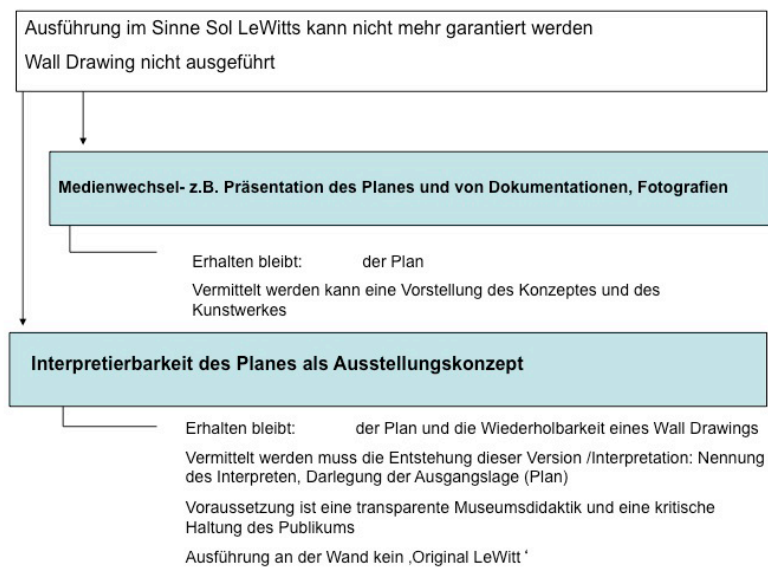 Ausführung im Sinne Sol LeWitts kann nicht mehr garantiert werden
Wall Drawing nicht ausgeführt
Medienwechsel- z.B. Präsentation des Planes und von Dokumentationen, Fotografien
Erhalten bleibt: der Plan
Vermittelt werden kann eine Vorstellung des Konzeptes und des
Kunstwerkes
Interpretierbarkeit des Planes als Ausstellungskonzept
Erhalten bleibt: der Plan und die Wiederholbarkeit eines Wall Drawings
Vermittelt werden muss die Entstehung dieser Version /Interpretation: Nennung
des Interpreten, Darlegung der Ausgangslage (Plan)
Voraussetzung ist eine transparente Museumsdidaktik und eine kritische
Haltung des Publikums
Ausführung an der Wand kein ‚Original LeWitt ‘